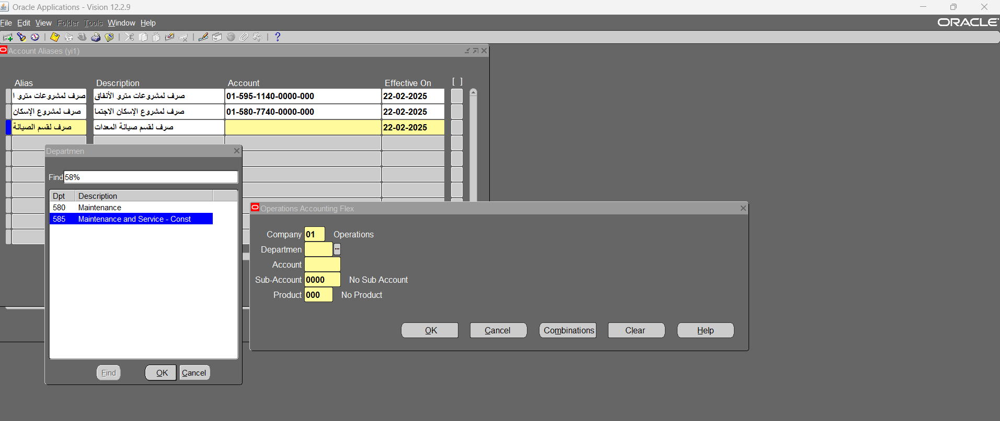 Oracle Applications - Vision 12.2.9
File Edit View Folder Tools Window Help
ORACLE
Account Aliases (yi1)
Alias Description Account Effective On [ ]
صرف لمشروعات مترو ا صرف لمشروعات مترو الأنفاق 01-595-1140-0000-000 22-02-2025
صرف لمشروع الإسكان صرف لمشروع الإسكان الاجتما 01-580-7740-0000-000 22-02-2025
صرف لقسم الصيانة صرف لقسم صيانة المعدات 22-02-2025
Departmen
Find 58%
Dpt Description
580 Maintenance
585 Maintenance and Service - Const
Find OK Cancel
Operations Accounting Flex
Company 01 Operations
Departmen ...
Account
Sub-Account 0000 No Sub Account
Product 000 No Product
OK Cancel Combinations Clear Help